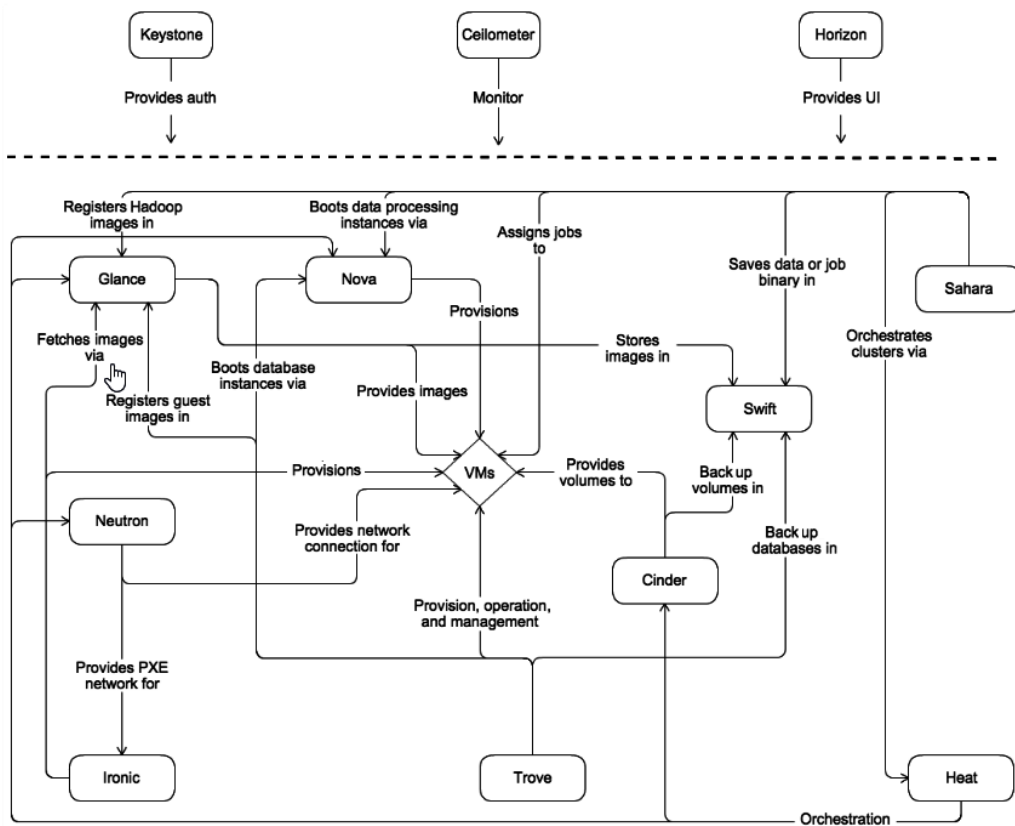 Keystone
Ceilometer
Horizon
Provides auth
Monitor
Provides UI
Registers Hadoop
images in
Boots data processing
instances via
Assigns jobs
to
Saves data or job
binary in
Glance
Nova
Sahara
Provisions
Fetches images
via
Stores
images in
Orchestrates
clusters via
Boots database
instances via
Provides images
Registers guest
images in
Swift
Provisions
VMs
Provides
volumes to
Back up
volumes in
Neutron
Provides network
connection for
Back up
databases in
Cinder
Provision, operation,
and management
Provides PXE
network for
Ironic
Trove
Heat
Orchestration